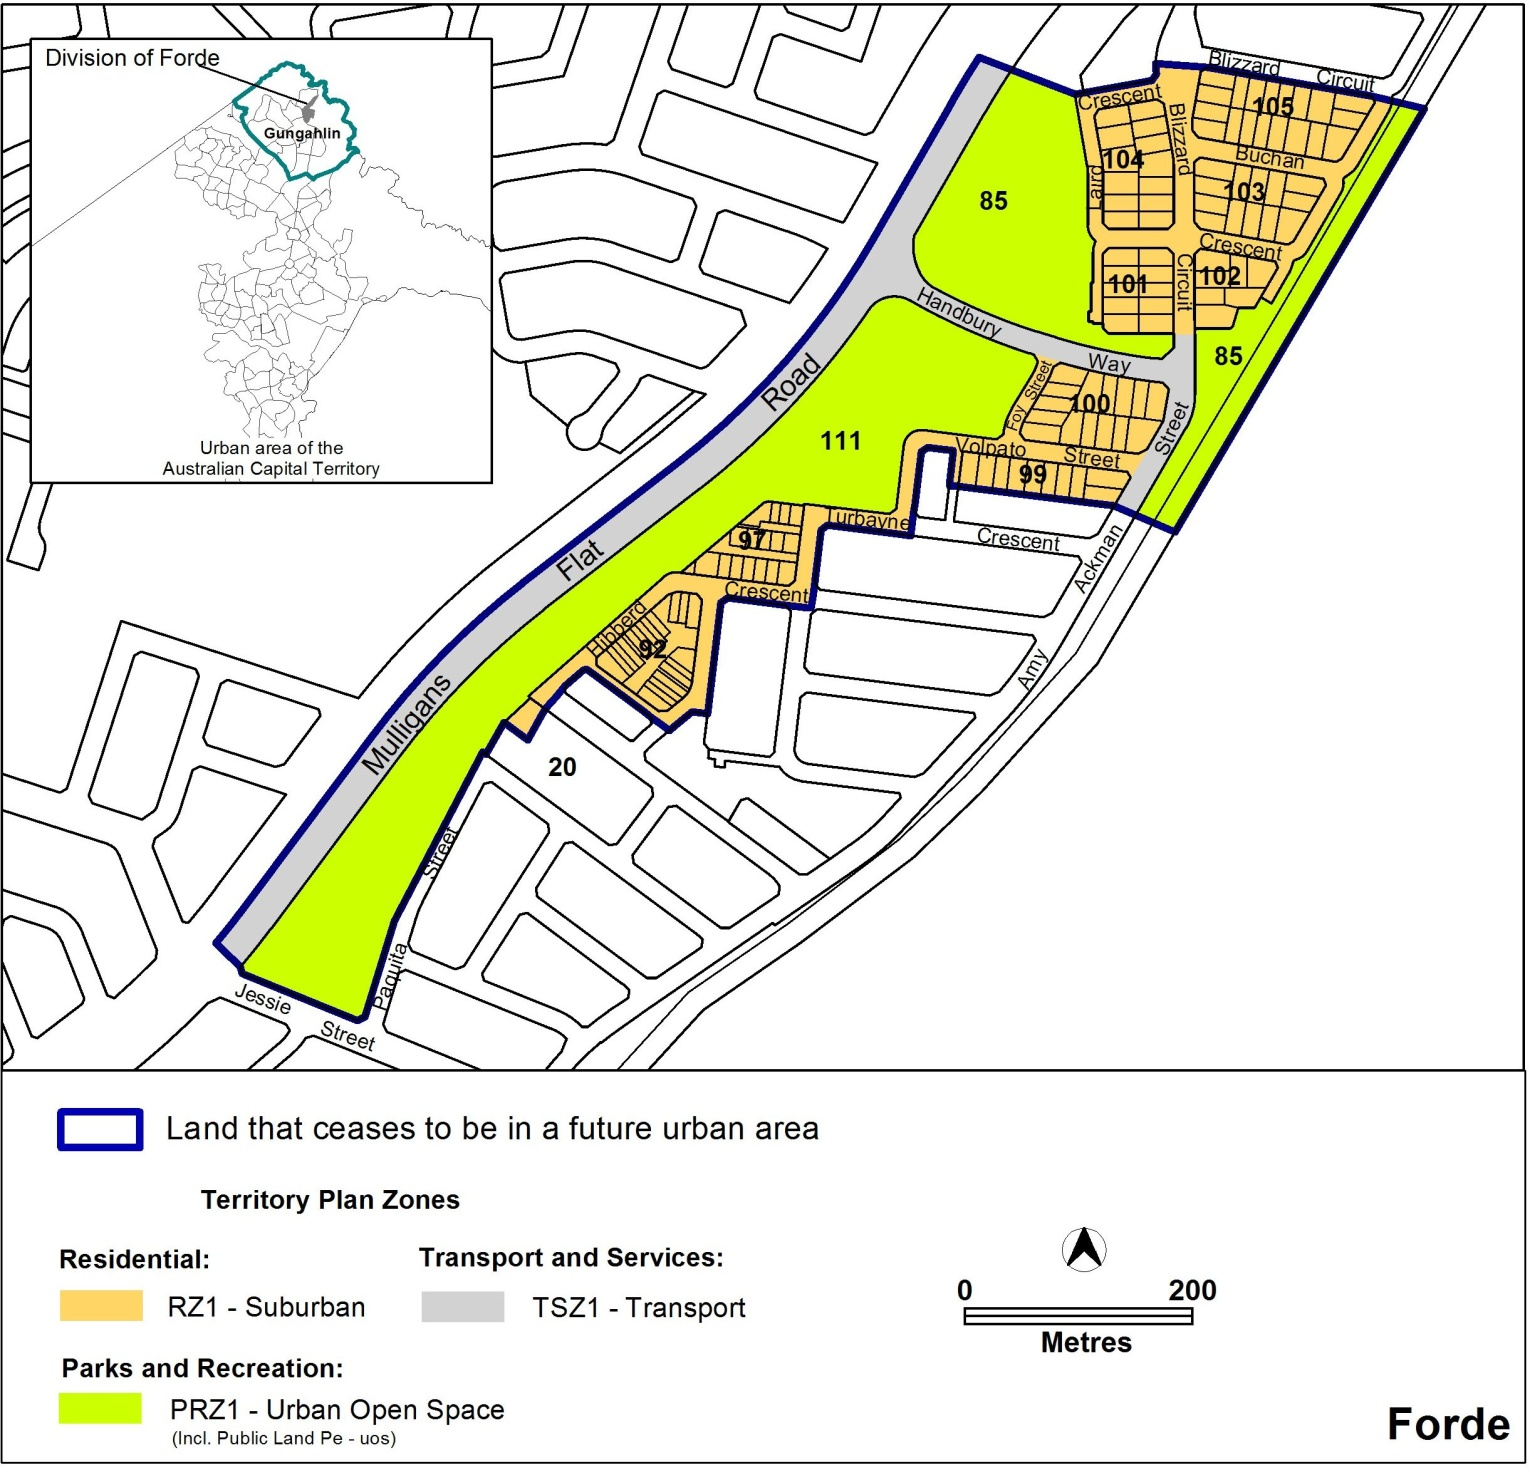 Division of Forde
Gungahlin
Urban area of the
Australian Capital Territory
Blizzard Circuit
Crescent
105
Blizzard
104
Buchan
Laird
103
85
Crescent
101
Circuit
102
Handbury Way
85
Road
Foy Street
100
Street
111
Volpato Street
99
Turbayne
Crescent
97
Flat
Ackman
Crescent
Hibberd
92
Amy
Mulligans
20
Street
Paquita
Jessie Street
Land that ceases to be in a future urban area
Territory Plan Zones
Residential:
Transport and Services:
RZ1 - Suburban
TSZ1 - Transport
0 200
Metres
Parks and Recreation:
PRZ1 - Urban Open Space
(Incl. Public Land Pe - uos)
Forde